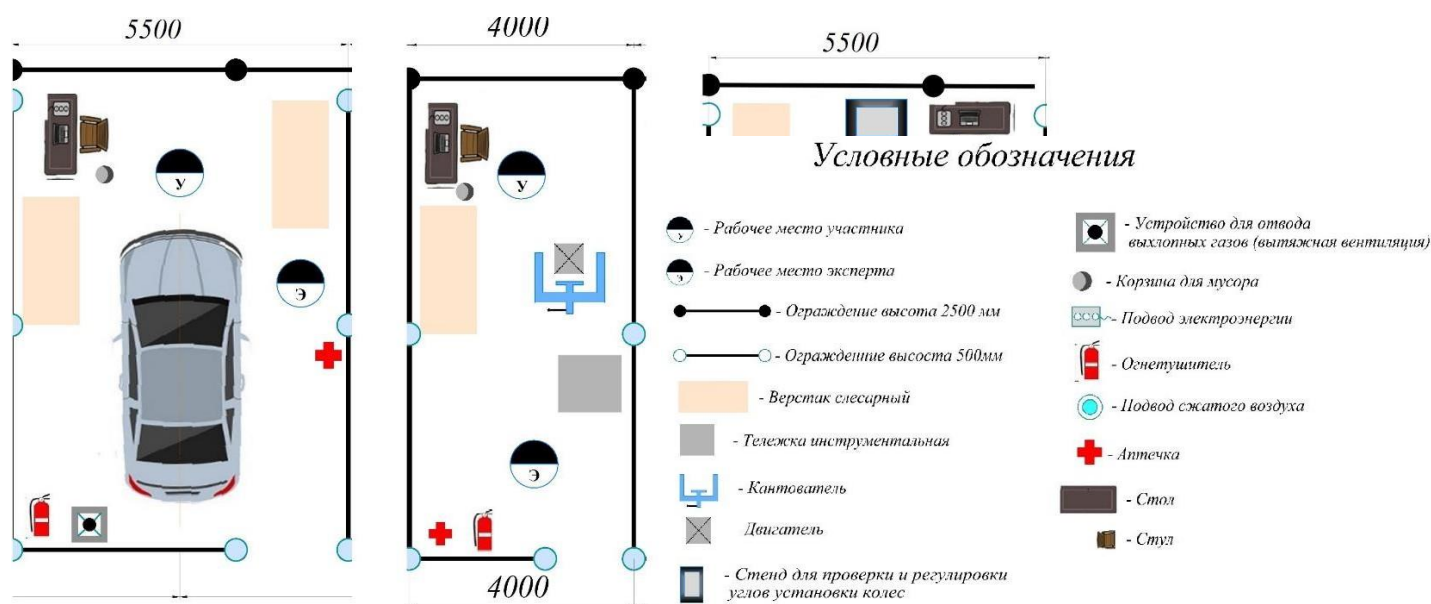 5500
4000
5500
У
Э
У
Э
4000
Условные обозначения
У - Рабочее место участника
Э - Рабочее место эксперта
- Ограждение высота 2500 мм
- Ограждениие высоста 500мм
- Верстак слесарный
- Тележка инструментальная
- Кантователь
Двигатель
- Стенд для проверки и регулировки
углов установки колес
- Устройство для отвода
выхлопных газов (вытяжная вентиляция)
- Корзина для мусора
- Подвод электроэнергии
- Огнетушитель
- Подвод сжатого воздуха
- Аптечка
- Стол
- Стул